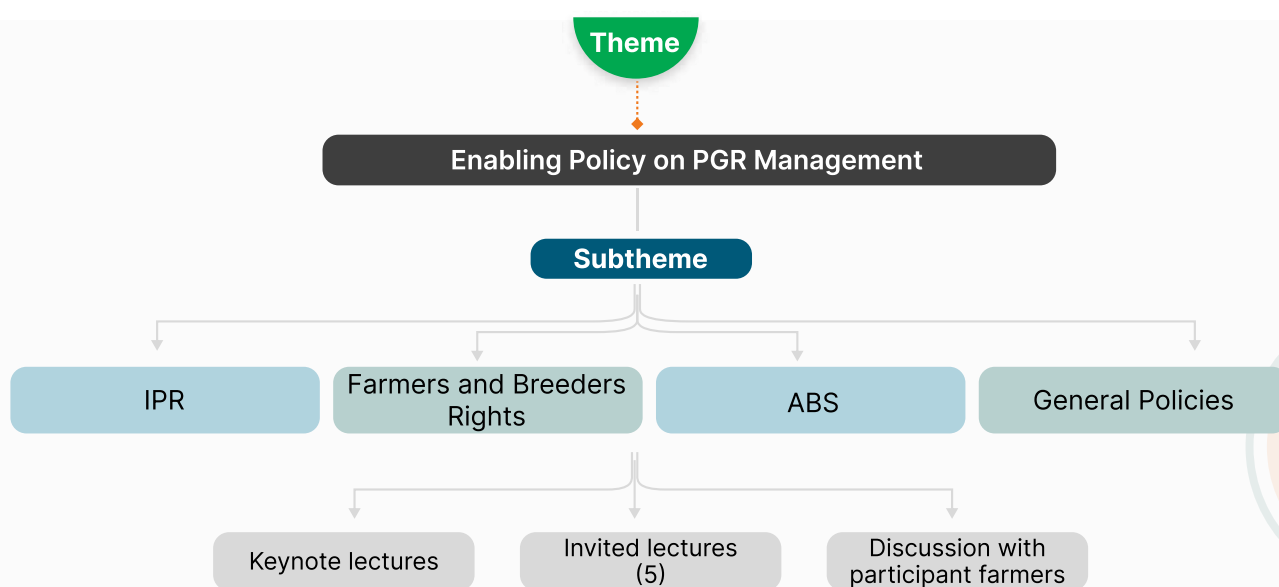 Theme
Enabling Policy on PGR Management
Subtheme
IPR
Farmers and Breeders
Rights
ABS
General Policies
Keynote lectures
Invited lectures
(5)
Discussion with
participant farmers